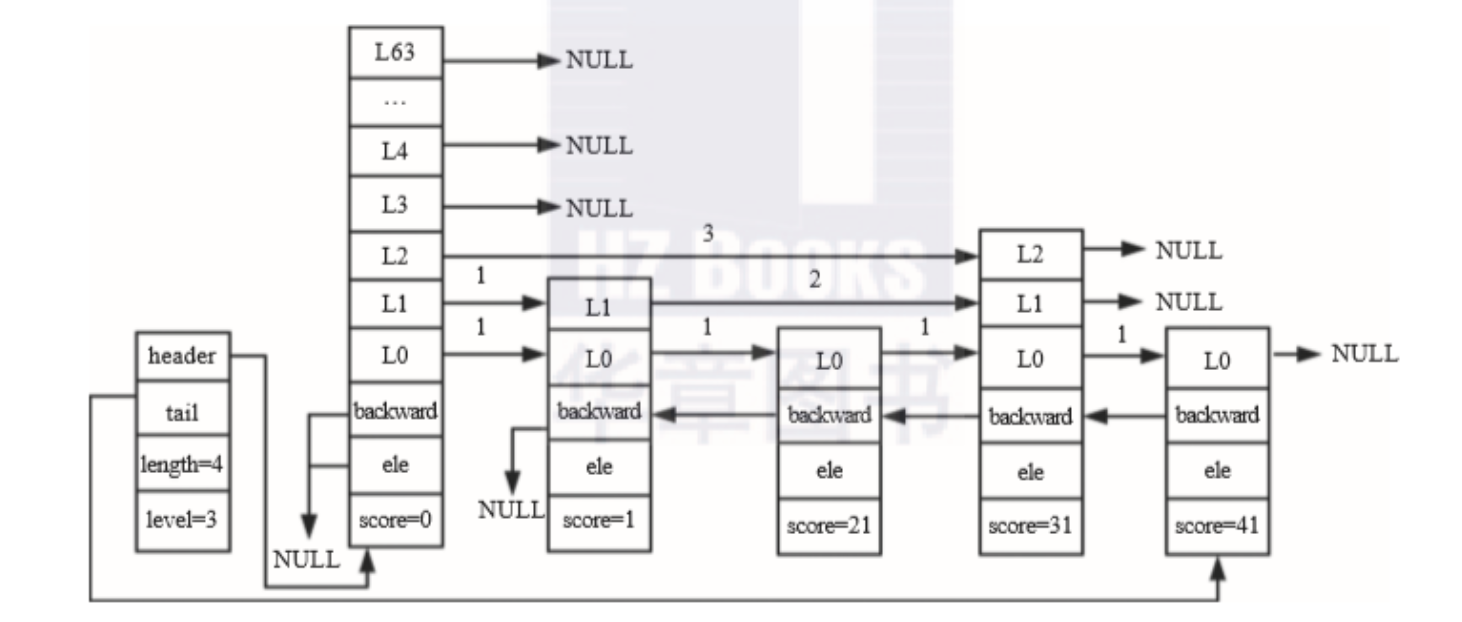 L63
NULL
...
L4
NULL
L3
NULL
L2
3
L2
NULL
1
2
L1
L1
L1
NULL
1
1
1
1
header
L0
L0
L0
L0
L0
NULL
tail
backward
backward
backward
backward
backward
length=4
ele
ele
ele
ele
ele
level=3
score=0
NULL
score=1
score=21
score=31
score=41
NULL
HZ BOOKS
华章图书